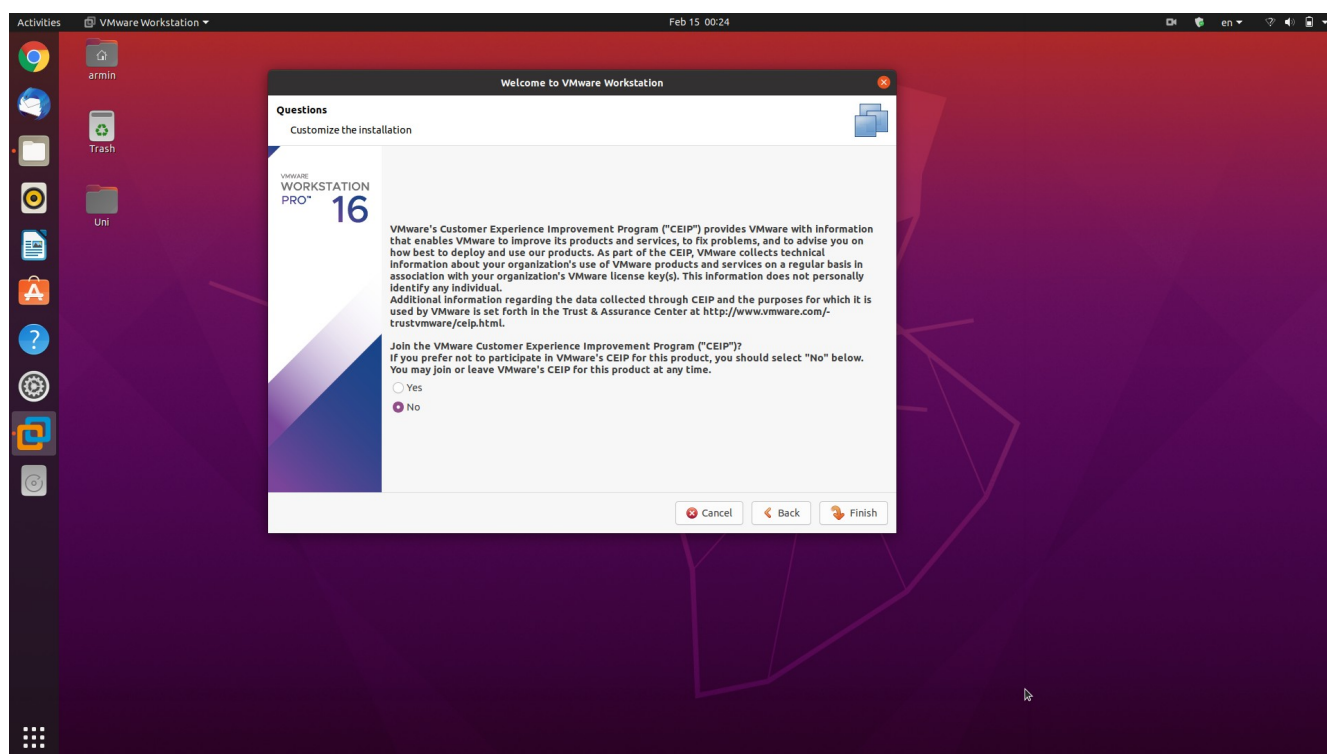 Activities
VMware Workstation
Feb 15 00:24
en
armin
Trash
Uni
Welcome to VMware Workstation
Questions
Customize the installation
VMWARE
WORKSTATION
PRO™ 16
VMware's Customer Experience Improvement Program ("CEIP") provides VMware with information
that enables VMware to improve its products and services, to fix problems, and to advise you on
how best to deploy and use our products. As part of the CEIP, VMware collects technical
information about your organization's use of VMware products and services on a regular basis in
association with your organization's VMware license key(s). This information does not personally
identify any individual.
Additional information regarding the data collected through CEIP and the purposes for which it is
used by VMware is set forth in the Trust & Assurance Center at http://www.vmware.com/-
trustvmware/ceip.html.
Join the VMware Customer Experience Improvement Program ("CEIP")?
If you prefer not to participate in VMware's CEIP for this product, you should select "No" below.
You may join or leave VMware's CEIP for this product at any time.
Yes
No
Cancel
Back
Finish